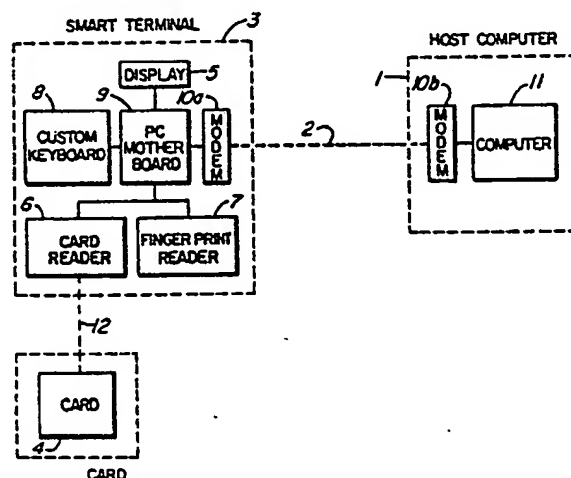 SMART TERMINAL
3
HOST COMPUTER
DISPLAY
5
1
10b
11
8
9
10a
CUSTOM
KEYBOARD
PC
MOTHER
BOARD
MODEM
2
MODEM
COMPUTER
6
7
CARD
READER
FINGER PRINT
READER
12
CARD
4
CARD